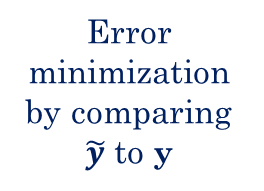 Error
minimization
by comparing
ỹ to y